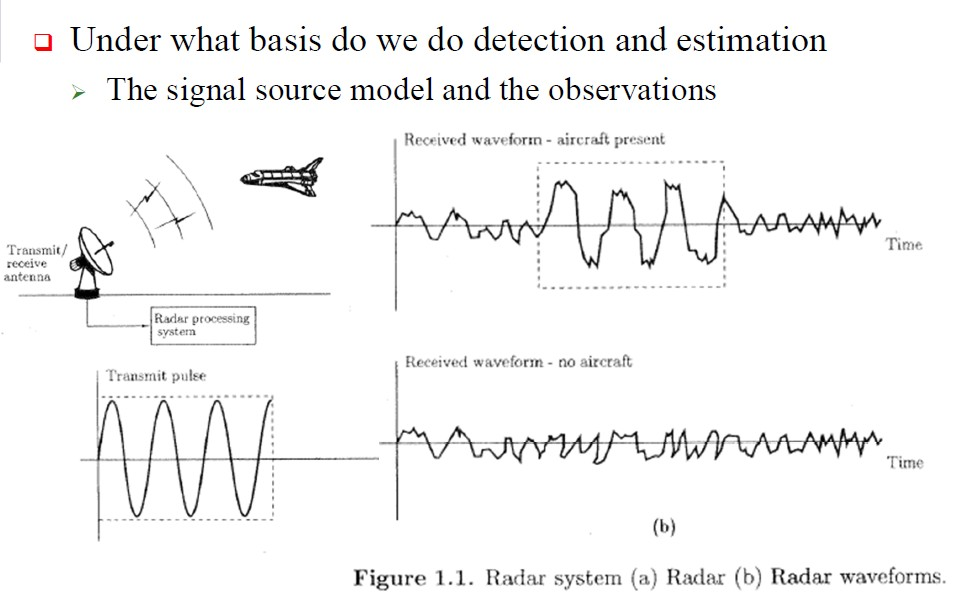 Under what basis do we do detection and estimation
The signal source model and the observations
Received waveform - aircraft present
Time
Transmit/
receive
antenna
Radar processing
system
Transmit pulse
Received waveform - no aircraft
Time
(b)
Figure 1.1. Radar system (a) Radar (b) Radar waveforms.